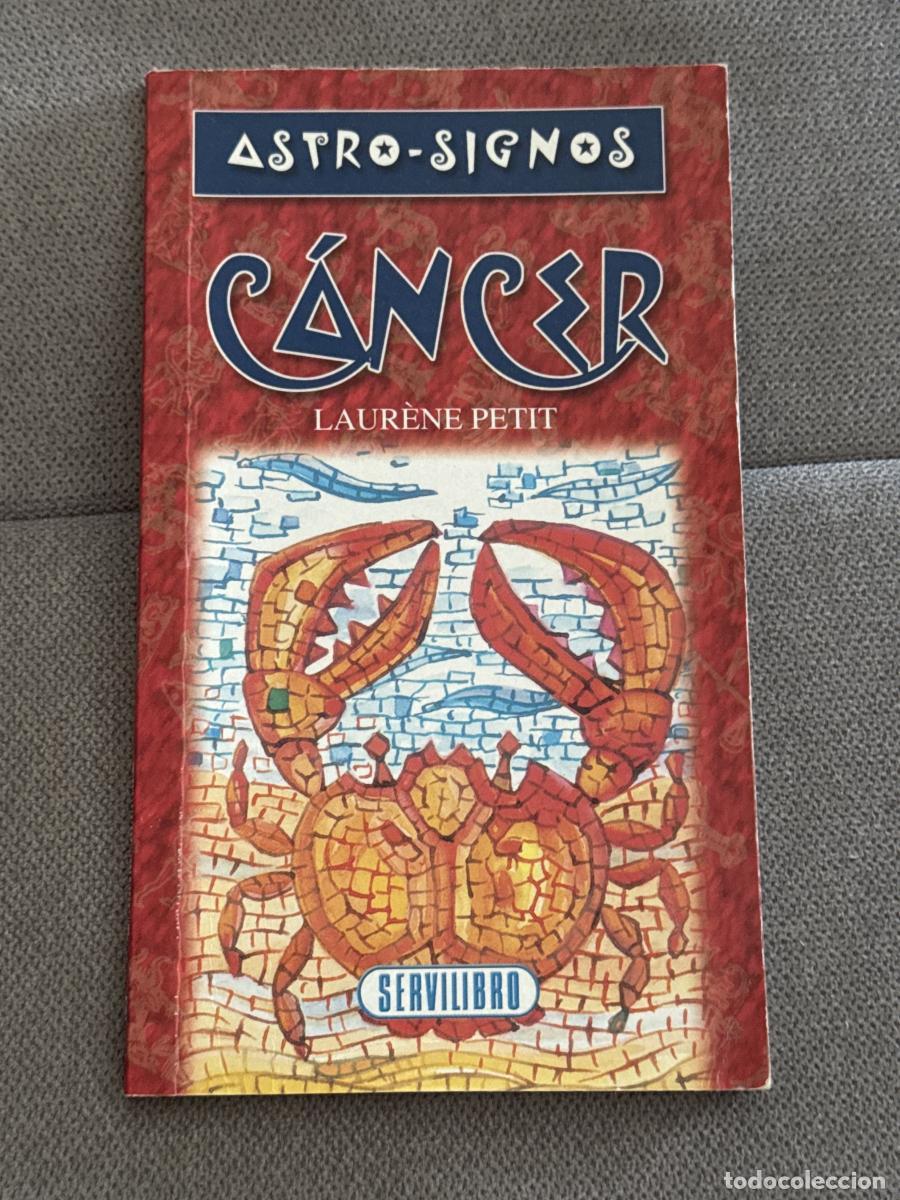 ASTRO-SIGNOS
CÁNCER
LAURÈNE PETIT
SERVILIBRO
todocoleccion